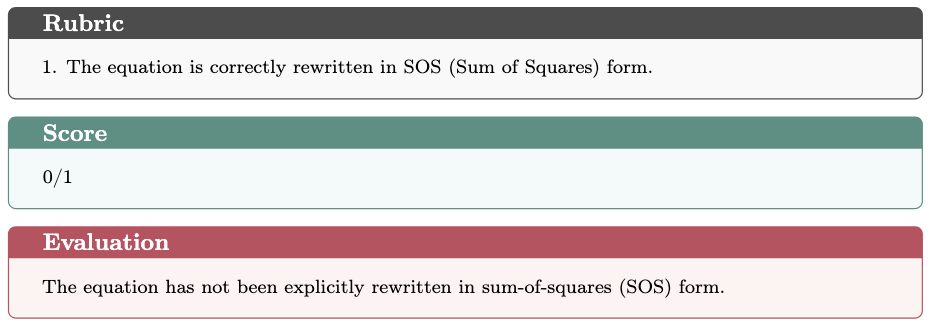 Rubric
1. The equation is correctly rewritten in SOS (Sum of Squares) form.
Score
0/1
Evaluation
The equation has not been explicitly rewritten in sum-of-squares (SOS) form.